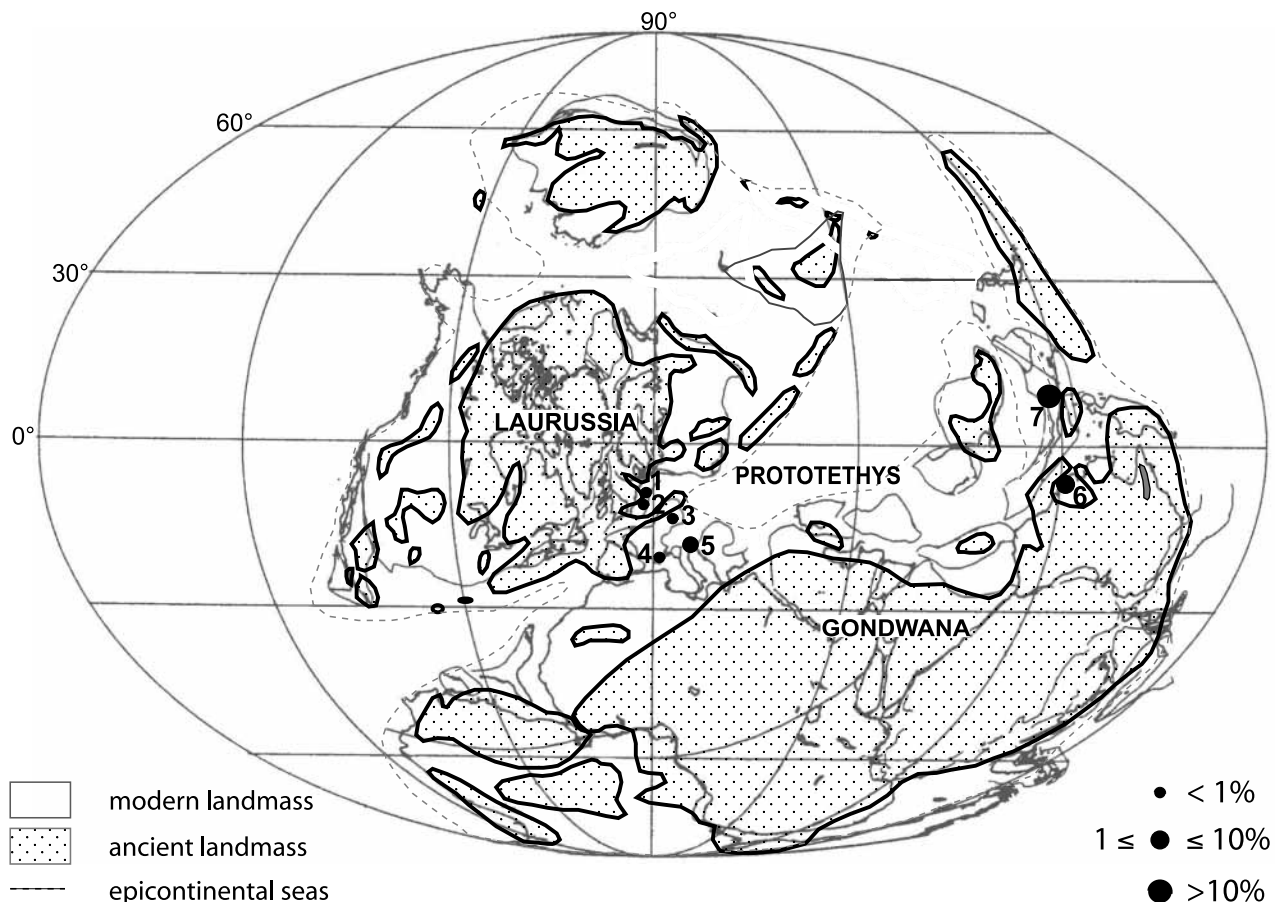 90°
60°
30°
0°
LAURUSSIA
PROTOTETHYS
GONDWANA
1
2
3
4
5
6
7
modern landmass
ancient landmass
epicontinental seas
< 1%
1 ≤ ≤ 10%
>10%